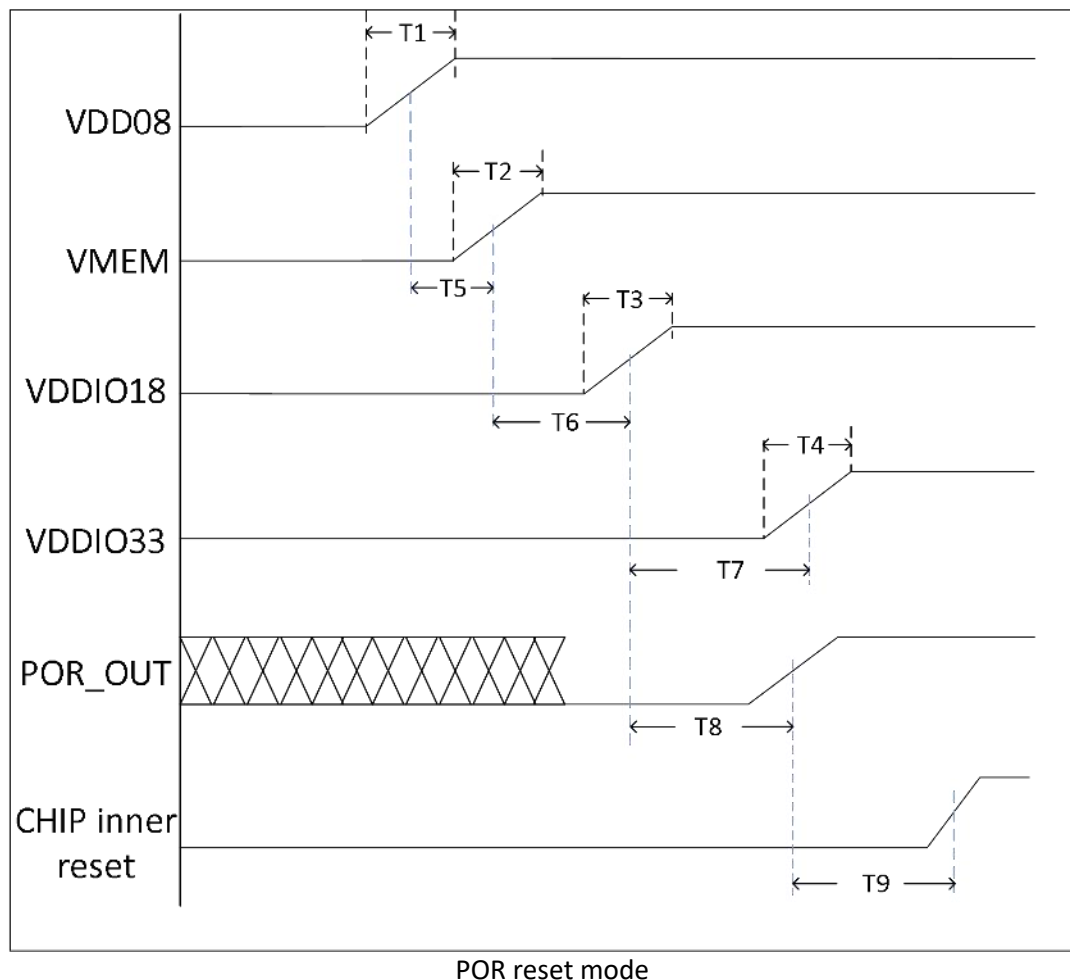 T1
VDD08
T2
VMEM
T5
T3
VDDIO18
T6
T4
VDDIO33
T7
POR_OUT
T8
CHIP inner
reset
T9
POR reset mode